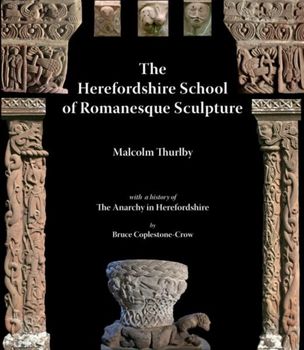 The
Herefordshire School
of Romanesque Sculpture
Malcolm Thurlby
with a history of
The Anarchy in Herefordshire
by
Bruce Coplestone-Crow